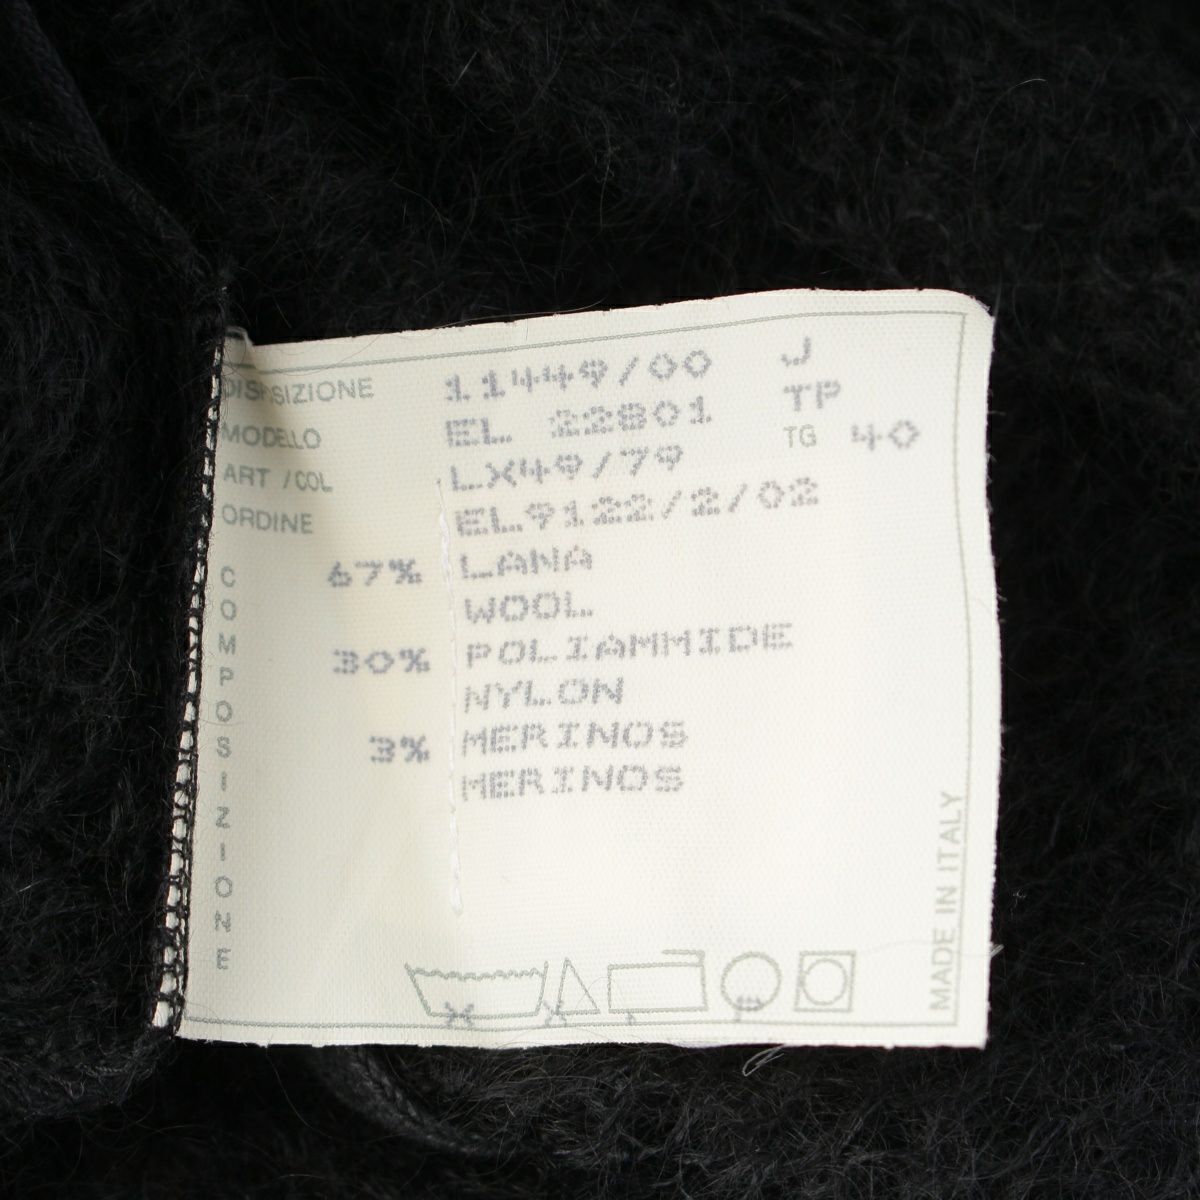 DISPOSIZIONE 11449/00 J
MODELLO EL 22801 TP
ART /COL LX49/79 TG 40
ORDINE EL9122/2/02
COMPOSIZIONE
67% LANA
WOOL
30% POLIAMMIDE
NYLON
3% MERINOS
MERINOS
X X P
MADE IN ITALY